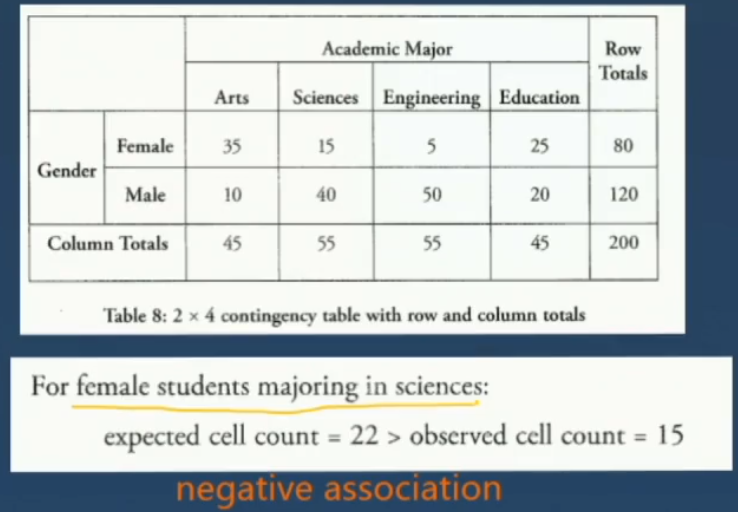 Academic Major
Row Totals
Arts Sciences Engineering Education
Gender
Female 35 15 5 25 80
Male 10 40 50 20 120
Column Totals 45 55 55 45 200
Table 8: 2 × 4 contingency table with row and column totals
For female students majoring in sciences:
expected cell count = 22 > observed cell count = 15
negative association